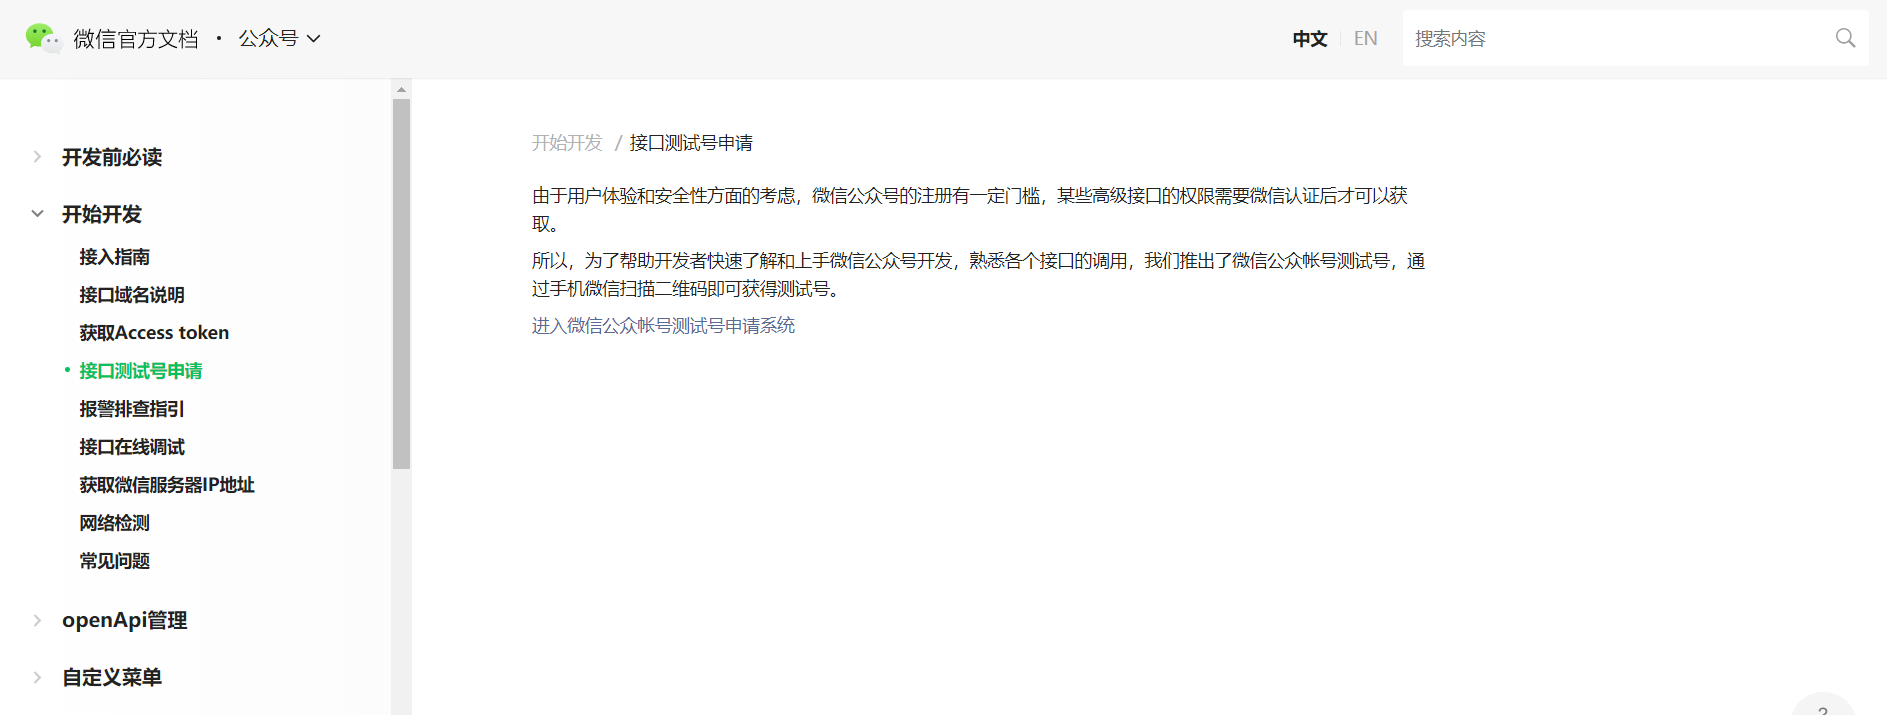 微信官方文档 · 公众号
中文 EN 搜索内容
开发前必读
开始开发
接入指南
接口域名说明
获取Access token
接口测试号申请
报警排查指引
接口在线调试
获取微信服务器IP地址
网络检测
常见问题
openApi管理
自定义菜单
开始开发 / 接口测试号申请
由于用户体验和安全性方面的考虑，微信公众号的注册有一定门槛，某些高级接口的权限需要微信认证后才可以获
取。
所以，为了帮助开发者快速了解和上手微信公众号开发，熟悉各个接口的调用，我们推出了微信公众帐号测试号，通
过手机微信扫描二维码即可获得测试号。
进入微信公众帐号测试号申请系统
?